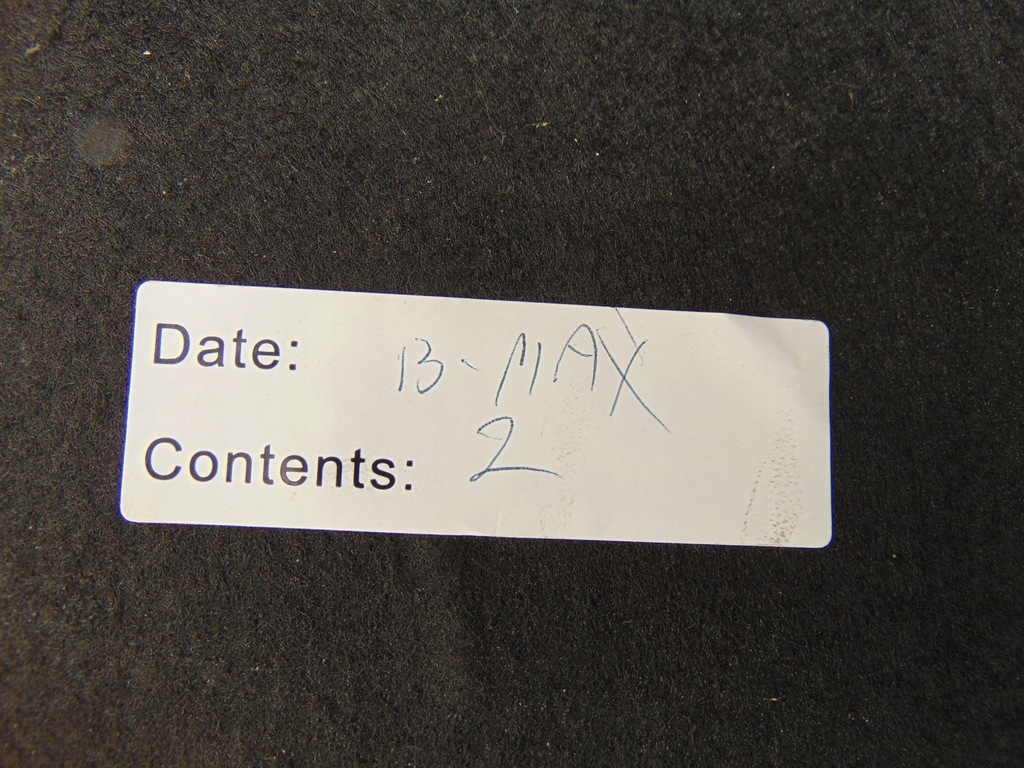 Date: B-MAX
Contents: 2